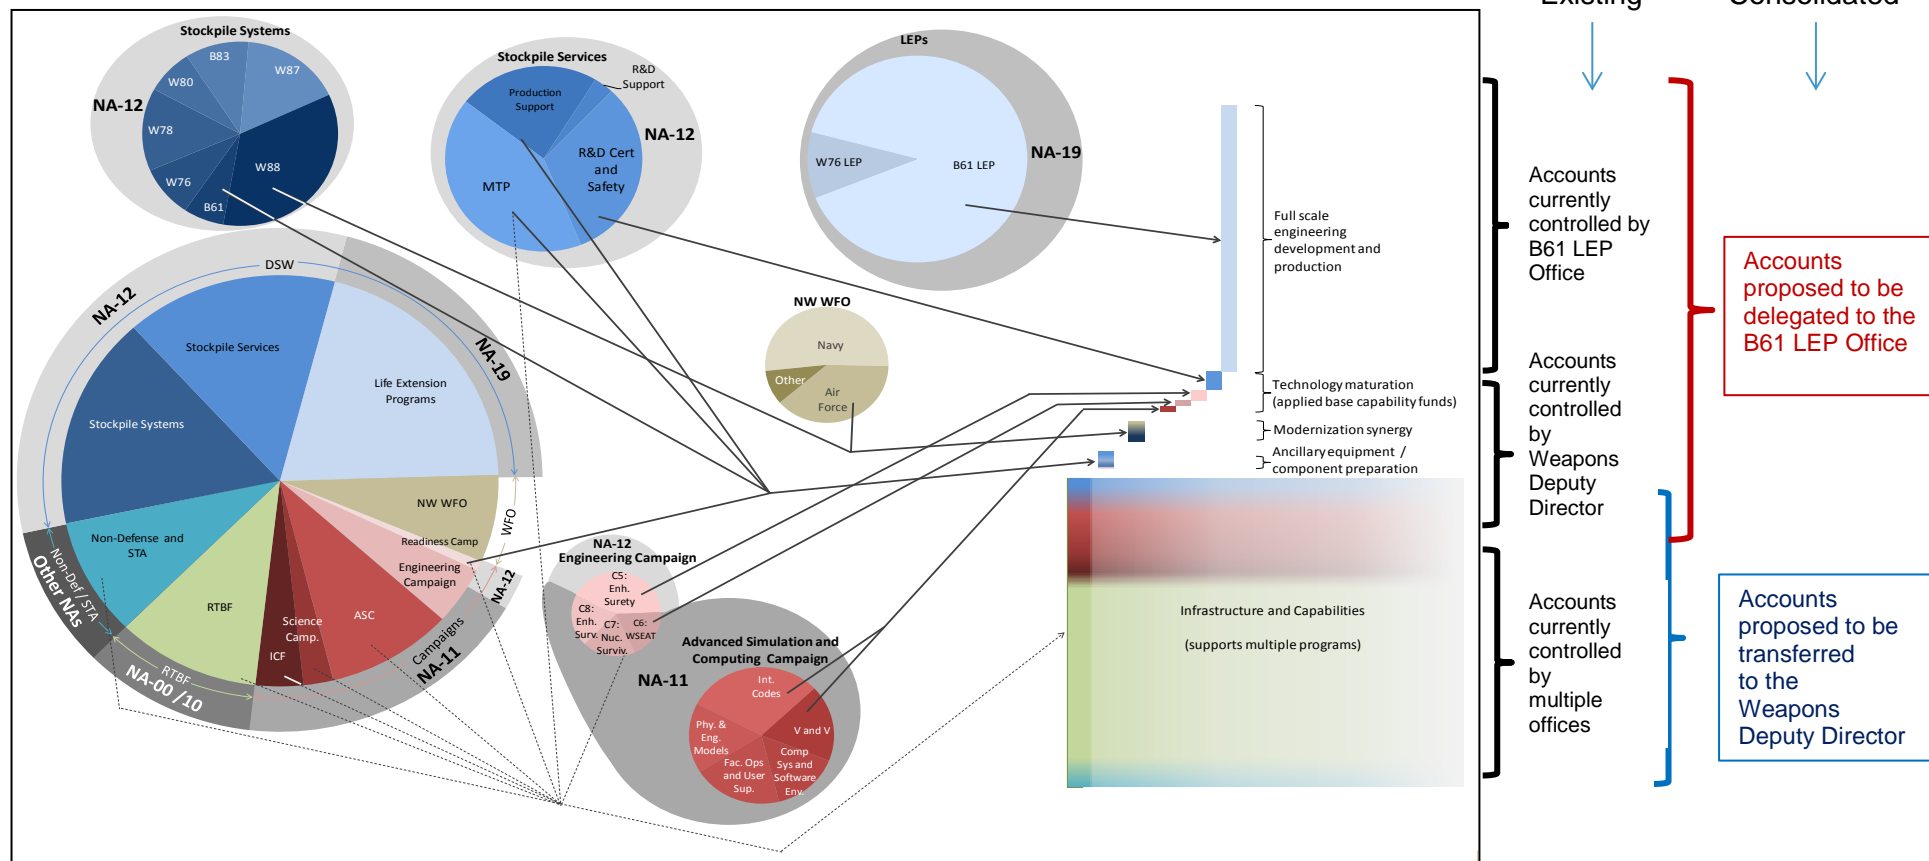 Existing
Consolidated
Stockpile Systems
B83
W87
W80
NA-12
W78
W88
W76
B61
Stockpile Services
R&D
Support
Production
Support
NA-12
R&D Cert
and
Safety
MTP
LEPs
W76 LEP
B61 LEP
NA-19
DSW
NA-12
NA-19
Stockpile Services
Life Extension
Programs
Stockpile Systems
NW WFO
WFO
Readiness Camp
Engineering
Campaign
NA-12
Non-Defense and
STA
Non-Def / STA
Other NAs
RTBF
RTBF
NA-00 /10
Science
Camp.
ICF
ASC
Campaigns
NA-11
NW WFO
Navy
Other
Air
Force
NA-12
Engineering Campaign
C5:
Enh.
Surety
C8:
Enh.
Surv.
C7:
Nuc.
Surviv.
C6:
WSEAT
NA-11
Advanced Simulation and
Computing Campaign
Int.
Codes
Phy. &
Eng.
Models
V and V
Fac. Ops
and User
Sup.
Comp
Sys and
Software
Env.
Full scale
engineering
development and
production
Technology maturation
(applied base capability funds)
Modernization synergy
Ancillary equipment /
component preparation
Infrastructure and Capabilities
(supports multiple programs)
Accounts
currently
controlled by
B61 LEP
Office
Accounts
currently
controlled
by
Weapons
Deputy
Director
Accounts
currently
controlled
by
multiple
offices
Accounts
proposed to be
delegated to the
B61 LEP Office
Accounts
proposed to be
transferred
to the
Weapons
Deputy Director